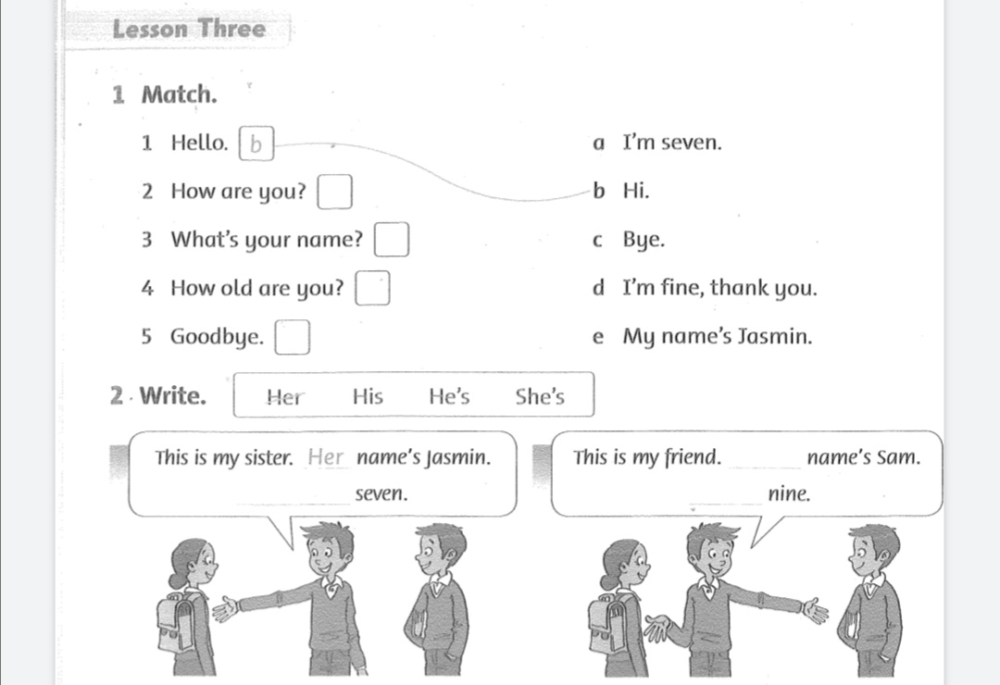 Lesson Three
1 Match.
1 Hello. b
a I'm seven.
2 How are you?
b Hi.
3 What's your name?
c Bye.
4 How old are you?
d I'm fine, thank you.
5 Goodbye.
e My name's Jasmin.
2 Write.
Her His He's She's
This is my sister. Her name's Jasmin.
seven.
This is my friend. ________ name's Sam.
________ nine.